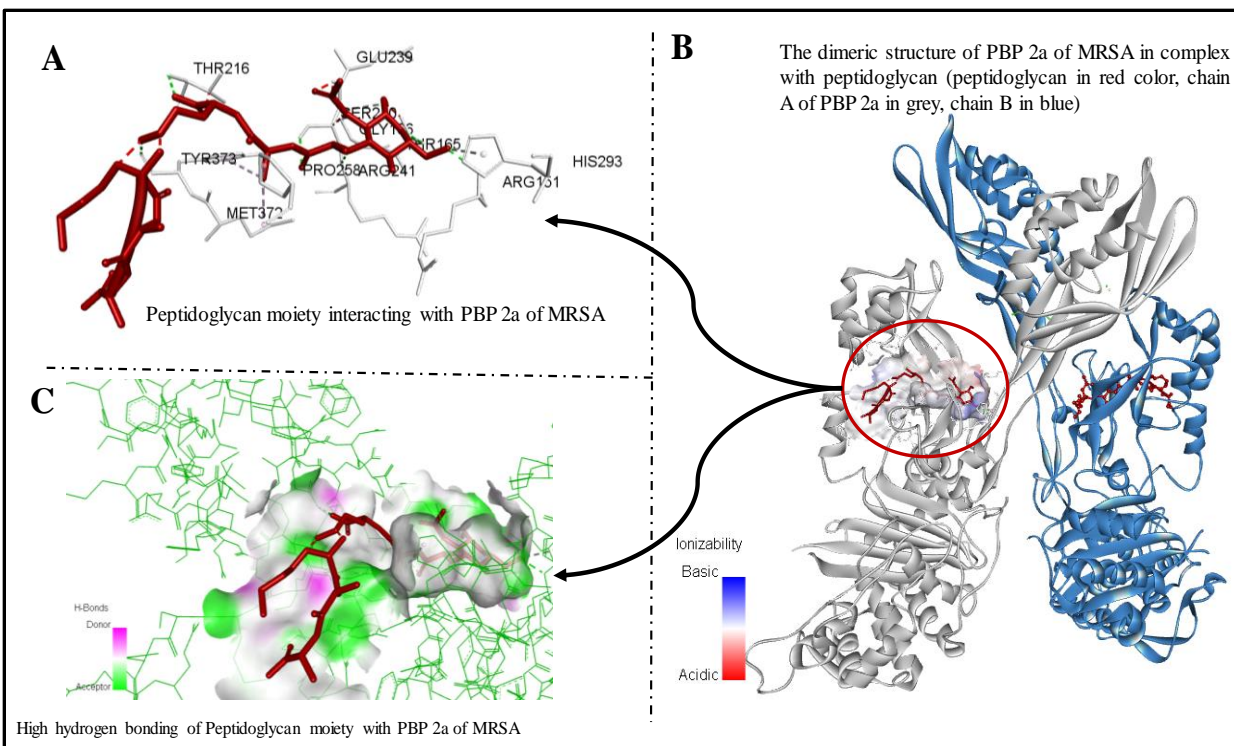 A
THR216
GLU239
TYR373
PRO258
ARG241
HIS293
ARG151
MET372
Peptidoglycan moiety interacting with PBP 2a of MRSA
B
The dimeric structure of PBP 2a of MRSA in complex
with peptidoglycan (peptidoglycan in red color, chain
A of PBP 2a in grey, chain B in blue)
Ionizability
Basic
Acidic
C
H-Bonds
Donor
Acceptor
High hydrogen bonding of Peptidoglycan moiety with PBP 2a of MRSA